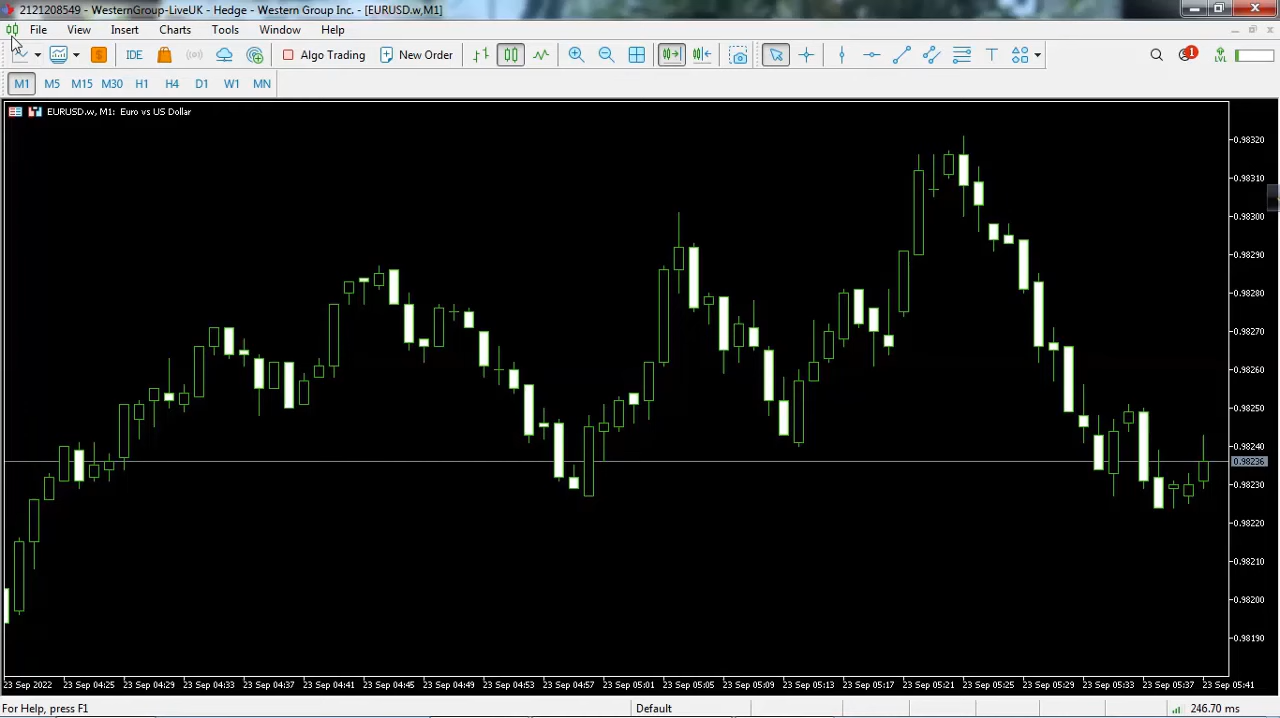 2121208549 - WesternGroup-LiveUK - Hedge - Western Group Inc. - [EURUSD.w,M1]
File View Insert Charts Tools Window Help
IDE Algo Trading New Order 1 LVL
M1 M5 M15 M30 H1 H4 D1 W1 MN
EURUSD.w, M1: Euro vs US Dollar
0.98320
0.98310
0.98300
0.98290
0.98280
0.98270
0.98260
0.98250
0.98240
0.98236
0.98230
0.98220
0.98210
0.98200
0.98190
23 Sep 2022 23 Sep 04:25 23 Sep 04:29 23 Sep 04:33 23 Sep 04:37 23 Sep 04:41 23 Sep 04:45 23 Sep 04:49 23 Sep 04:53 23 Sep 04:57 23 Sep 05:01 23 Sep 05:05 23 Sep 05:09 23 Sep 05:13 23 Sep 05:17 23 Sep 05:21 23 Sep 05:25 23 Sep 05:29 23 Sep 05:33 23 Sep 05:37 23 Sep 05:41
For Help, press F1 Default 246.70 ms